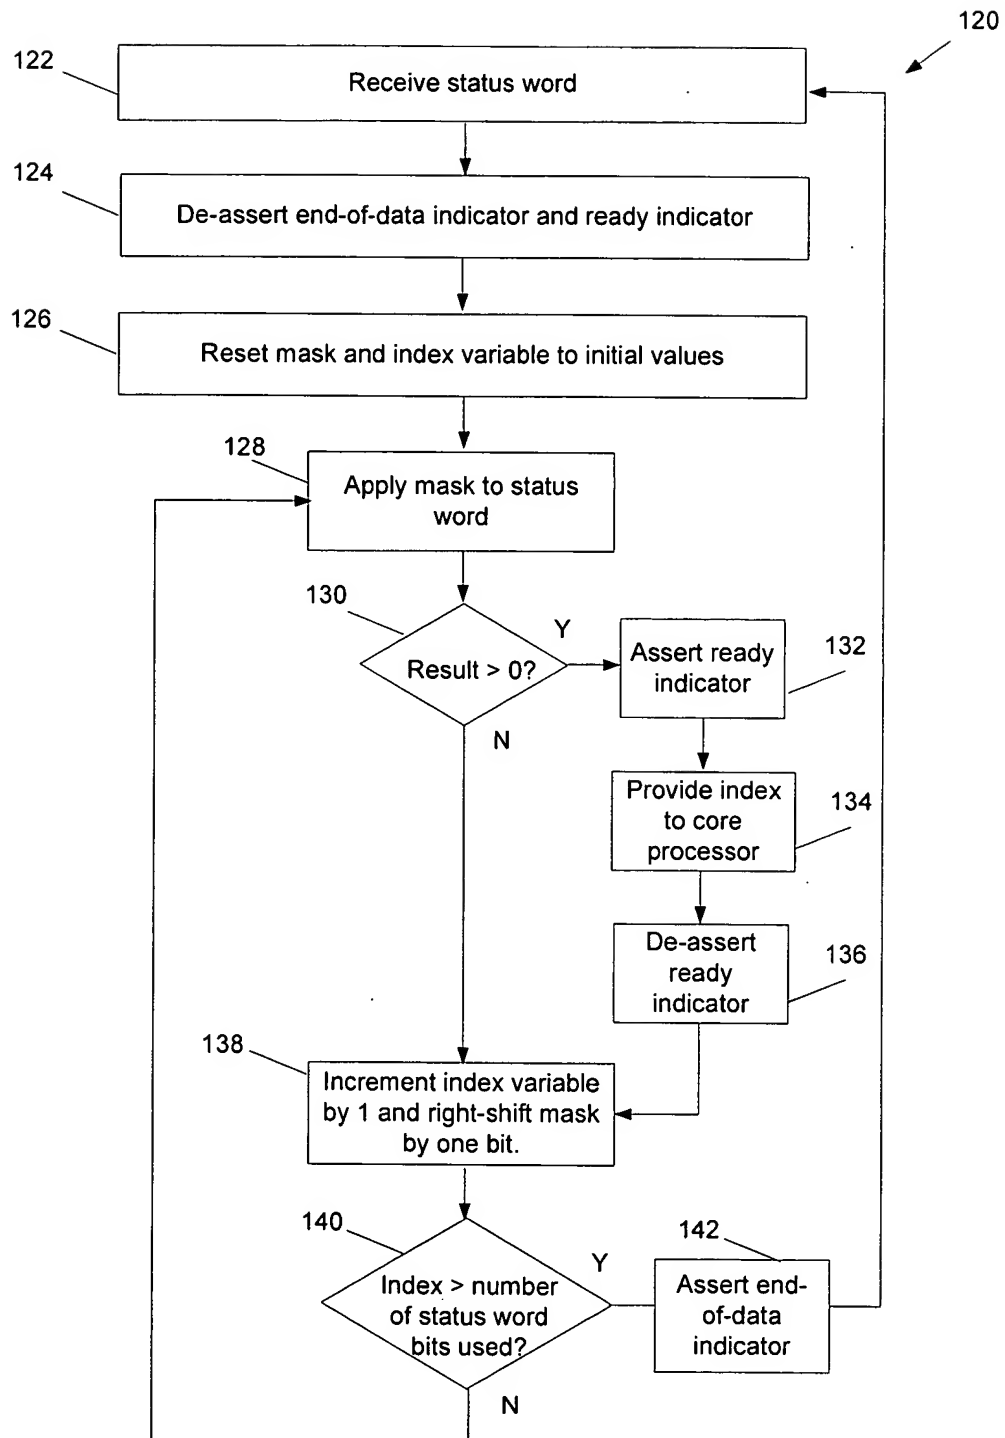 120
122
Receive status word
124
De-assert end-of-data indicator and ready indicator
126
Reset mask and index variable to initial values
128
Apply mask to status
word
130
Result > 0?
Y
N
Assert ready
indicator
132
Provide index
to core
processor
134
De-assert
ready
indicator
136
138
Increment index variable
by 1 and right-shift mask
by one bit.
140
Index > number
of status word
bits used?
Y
N
142
Assert end-
of-data
indicator